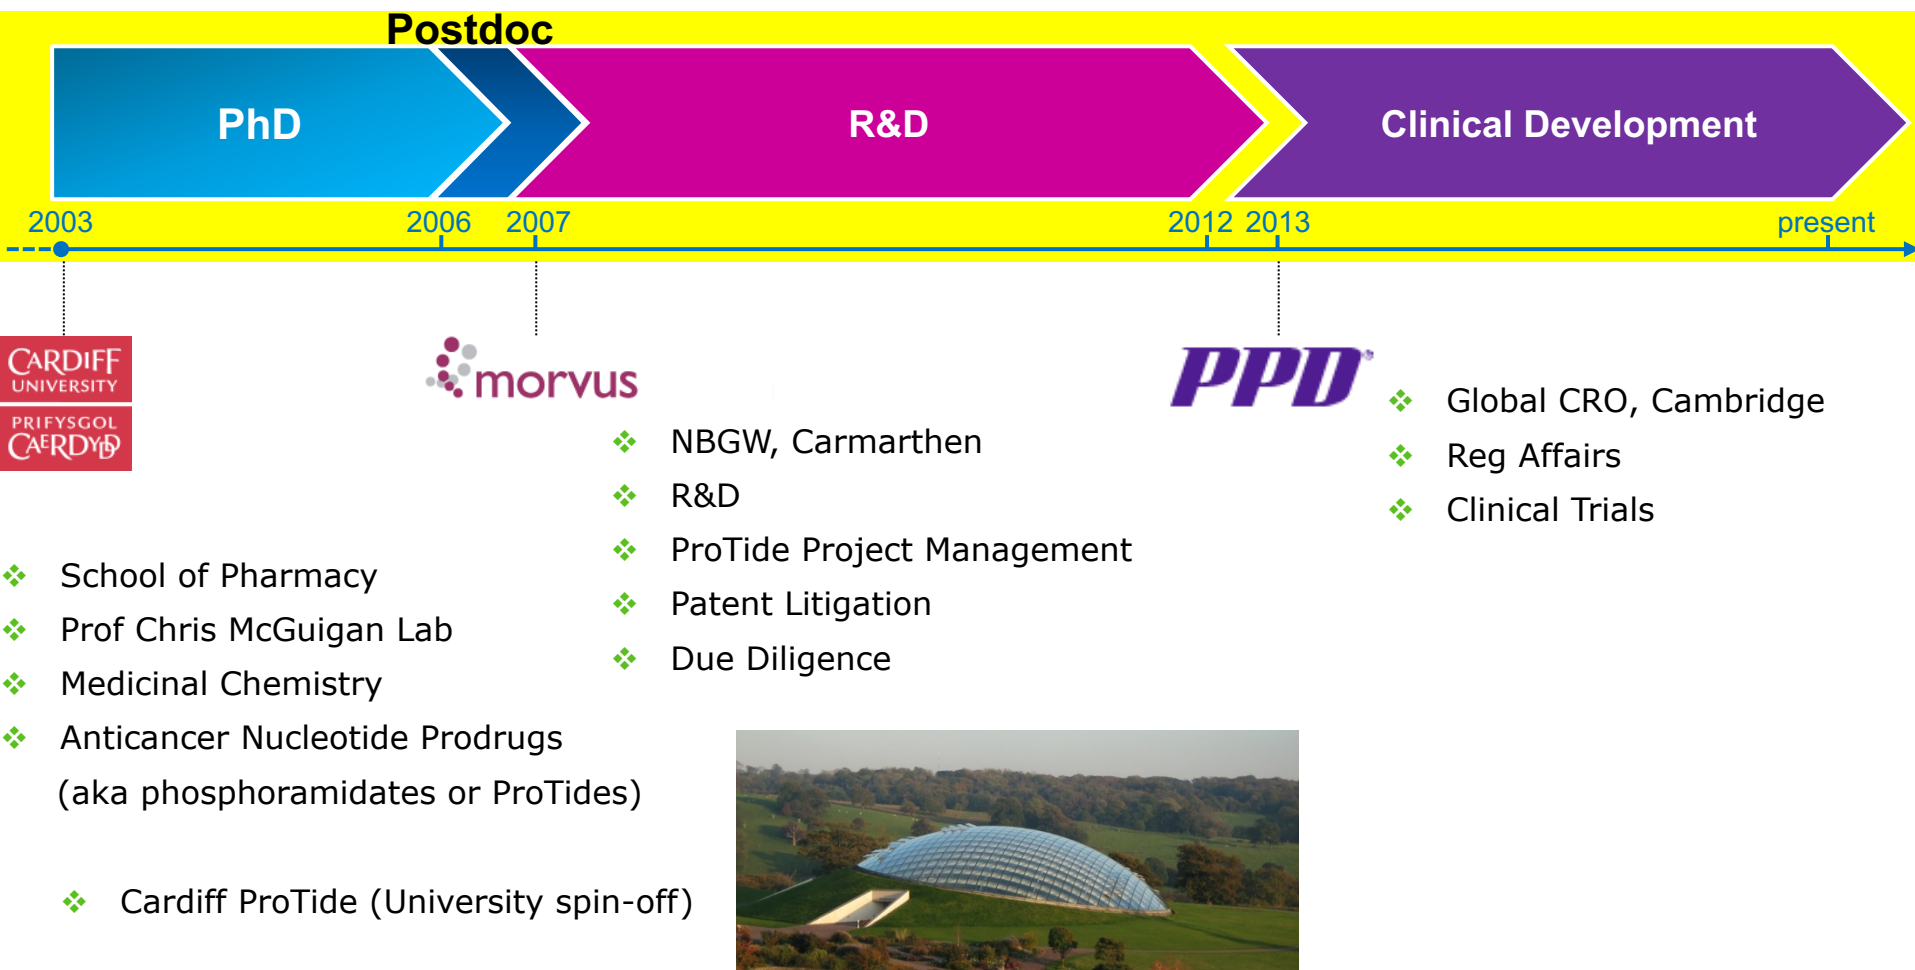 Postdoc
PhD
R&D
Clinical Development
2003
2006
2007
2012
2013
present
CARDIFF
UNIVERSITY
PRIFYSGOL
CAERDYDD
morvus
PPD®
School of Pharmacy
Prof Chris McGuigan Lab
Medicinal Chemistry
Anticancer Nucleotide Prodrugs
(aka phosphoramidates or ProTides)
Cardiff ProTide (University spin-off)
NBGW, Carmarthen
R&D
ProTide Project Management
Patent Litigation
Due Diligence
Global CRO, Cambridge
Reg Affairs
Clinical Trials